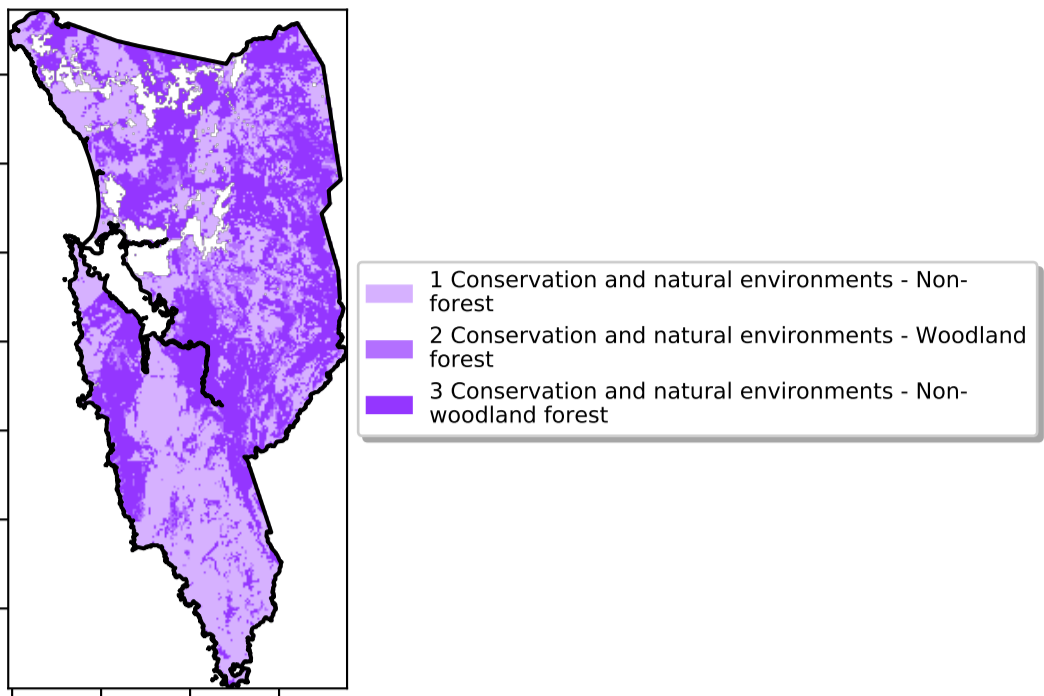 1 Conservation and natural environments - Non-
forest
2 Conservation and natural environments - Woodland
forest
3 Conservation and natural environments - Non-
woodland forest